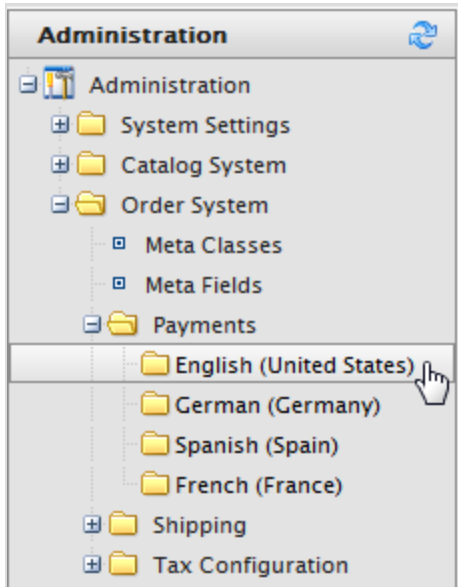 Administration
Administration
System Settings
Catalog System
Order System
Meta Classes
Meta Fields
Payments
English (United States)
German (Germany)
Spanish (Spain)
French (France)
Shipping
Tax Configuration